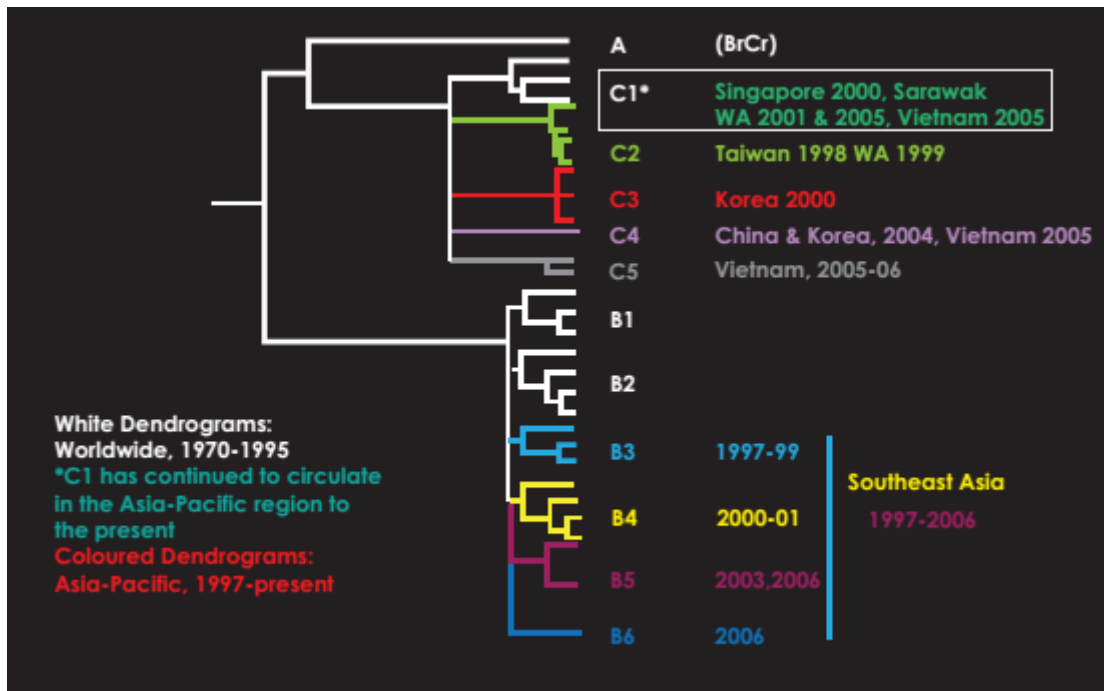 A (BrCr)
C1* Singapore 2000, Sarawak
WA 2001 & 2005, Vietnam 2005
C2 Taiwan 1998 WA 1999
C3 Korea 2000
C4 China & Korea, 2004, Vietnam 2005
C5 Vietnam, 2005-06
B1
B2
B3 1997-99
B4 2000-01
B5 2003,2006
B6 2006
Southeast Asia
1997-2006
White Dendrograms:
Worldwide, 1970-1995
*C1 has continued to circulate
in the Asia-Pacific region to
the present
Coloured Dendrograms:
Asia-Pacific, 1997-present